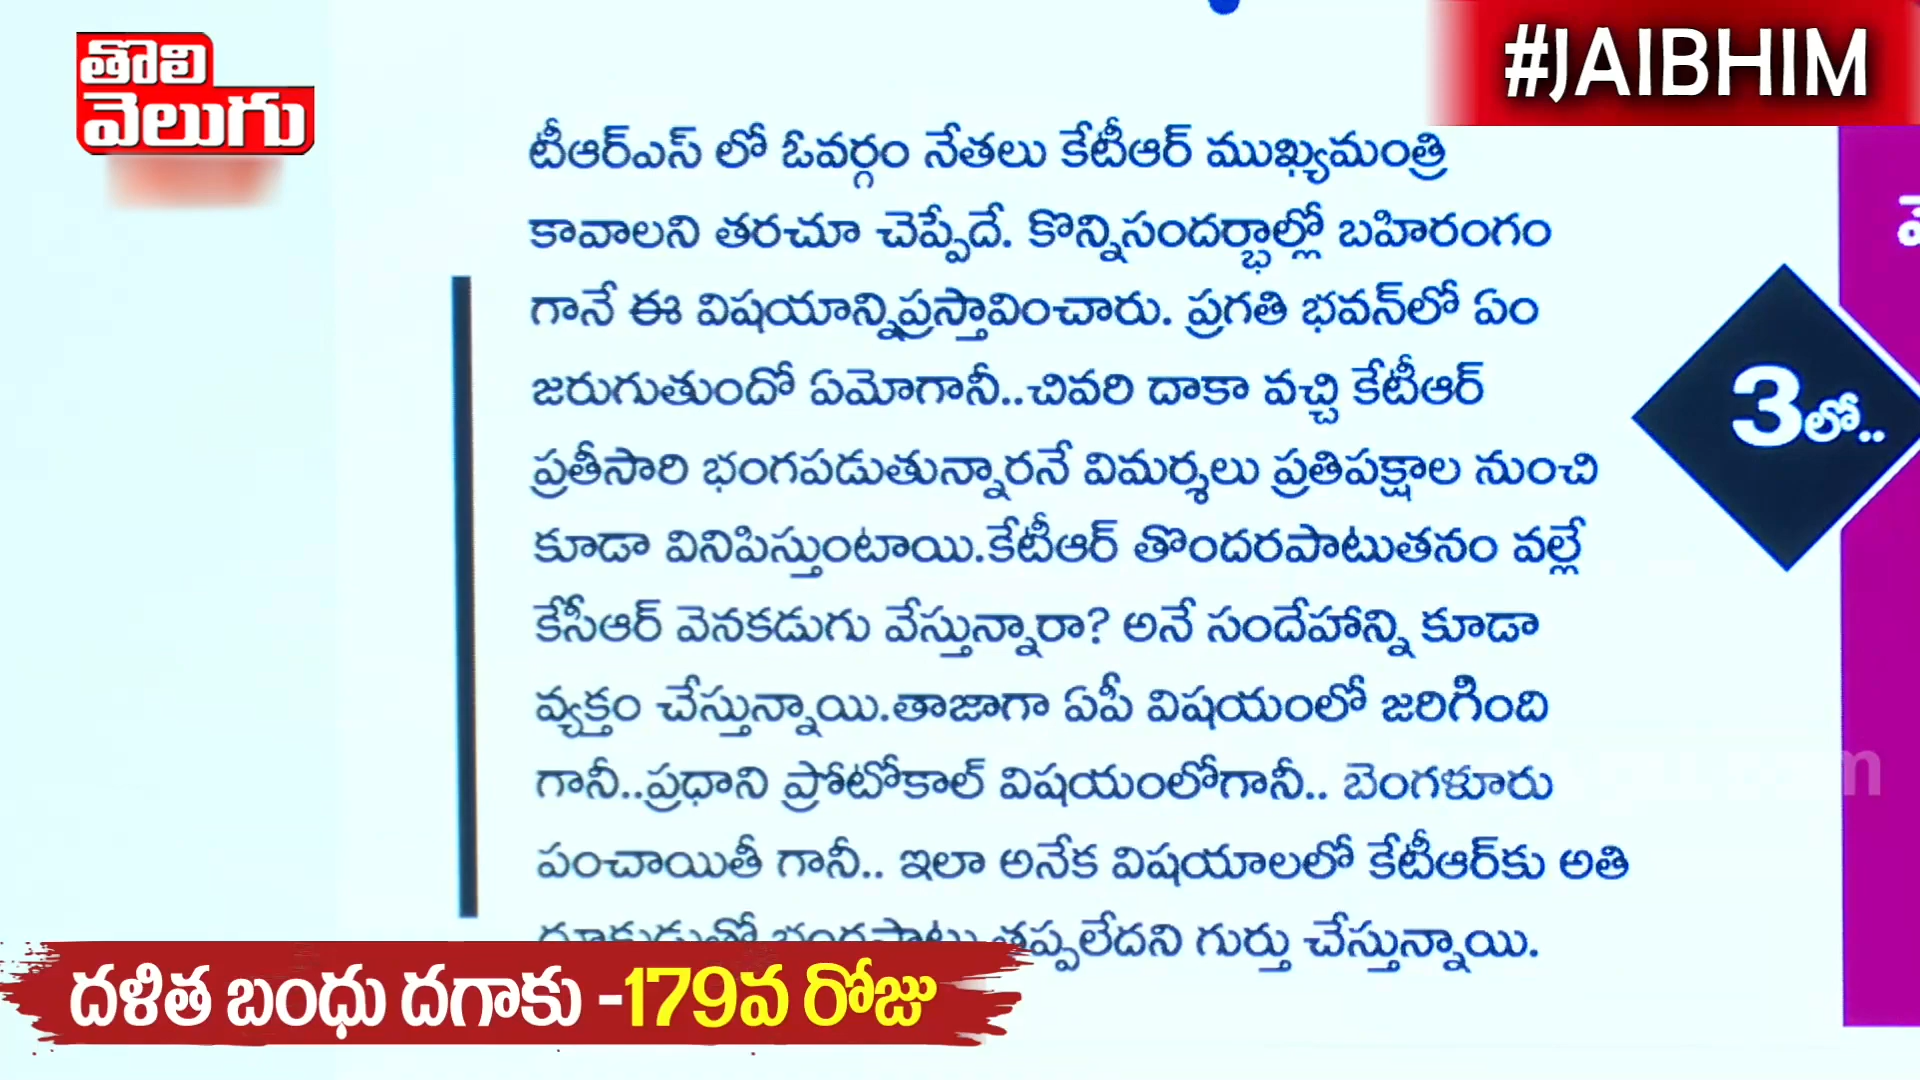 తొలి
వెలుగు
#JAIBHIM
టీఆర్ఎస్ లో ఓవర్గం నేతలు కేటీఆర్ ముఖ్యమంత్రి
కావాలని తరచూ చెప్పేదే. కొన్నిసందర్భాల్లో బహిరంగం
గానే ఈ విషయాన్నిప్రస్తావించారు. ప్రగతి భవన్‌లో ఏం
జరుగుతుందో ఏమోగానీ..చివరి దాకా వచ్చి కేటీఆర్
ప్రతీసారి భంగపడుతున్నారనే విమర్శలు ప్రతిపక్షాల నుంచి
కూడా వినిపిస్తుంటాయి.కేటీఆర్ తొందరపాటుతనం వల్లే
కేసీఆర్ వెనకడుగు వేస్తున్నారా? అనే సందేహాన్ని కూడా
వ్యక్తం చేస్తున్నాయి.తాజాగా ఏపీ విషయంలో జరిగింది
గానీ..ప్రధాని ప్రోటోకాల్ విషయంలోగానీ.. బెంగళూరు
పంచాయితీ గానీ.. ఇలా అనేక విషయాలలో కేటీఆర్‌కు అతి
తప్పలేదని గుర్తు చేస్తున్నాయి.
3లో..
దళిత బంధు దగాకు -179వ రోజు